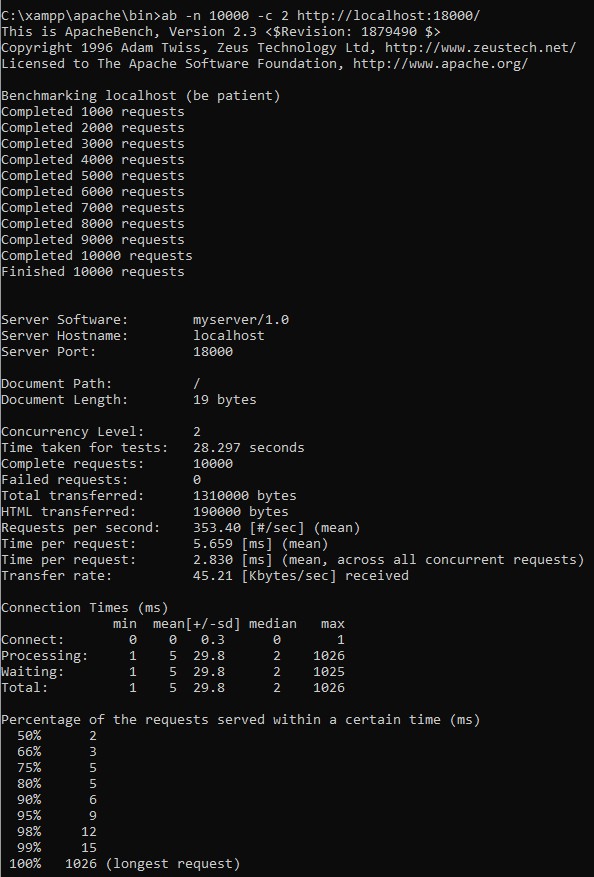 C:\xampp\apache\bin>ab -n 10000 -c 2 http://localhost:18000/
This is ApacheBench, Version 2.3 <$Revision: 1879490 $>
Copyright 1996 Adam Twiss, Zeus Technology Ltd, http://www.zeustech.net/
Licensed to The Apache Software Foundation, http://www.apache.org/

Benchmarking localhost (be patient)
Completed 1000 requests
Completed 2000 requests
Completed 3000 requests
Completed 4000 requests
Completed 5000 requests
Completed 6000 requests
Completed 7000 requests
Completed 8000 requests
Completed 9000 requests
Completed 10000 requests
Finished 10000 requests


Server Software:        myserver/1.0
Server Hostname:        localhost
Server Port:            18000

Document Path:          /
Document Length:        19 bytes

Concurrency Level:      2
Time taken for tests:   28.297 seconds
Complete requests:      10000
Failed requests:        0
Total transferred:      1310000 bytes
HTML transferred:       190000 bytes
Requests per second:    353.40 [#/sec] (mean)
Time per request:       5.659 [ms] (mean)
Time per request:       2.830 [ms] (mean, across all concurrent requests)
Transfer rate:          45.21 [Kbytes/sec] received

Connection Times (ms)
              min  mean[+/-sd] median   max
Connect:        0    0   0.3      0       1
Processing:     1    5  29.8      2    1026
Waiting:        1    5  29.8      2    1025
Total:          1    5  29.8      2    1026

Percentage of the requests served within a certain time (ms)
  50%      2
  66%      3
  75%      5
  80%      5
  90%      6
  95%      9
  98%     12
  99%     15
 100%   1026 (longest request)